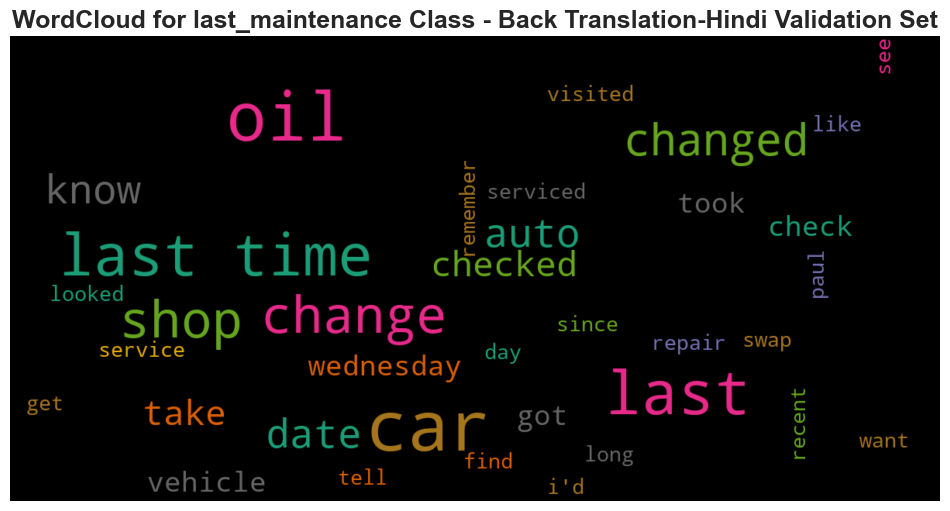 WordCloud for last_maintenance Class - Back Translation-Hindi Validation Set
see
visited
oil
like
changed
know
remember
serviced
took
check
auto
last time
checked
paul
looked
change
shop
since
service
repair
swap
day
wednesday
last
recent
get
take
got
car
date
want
long
find
tell
vehicle
i'd